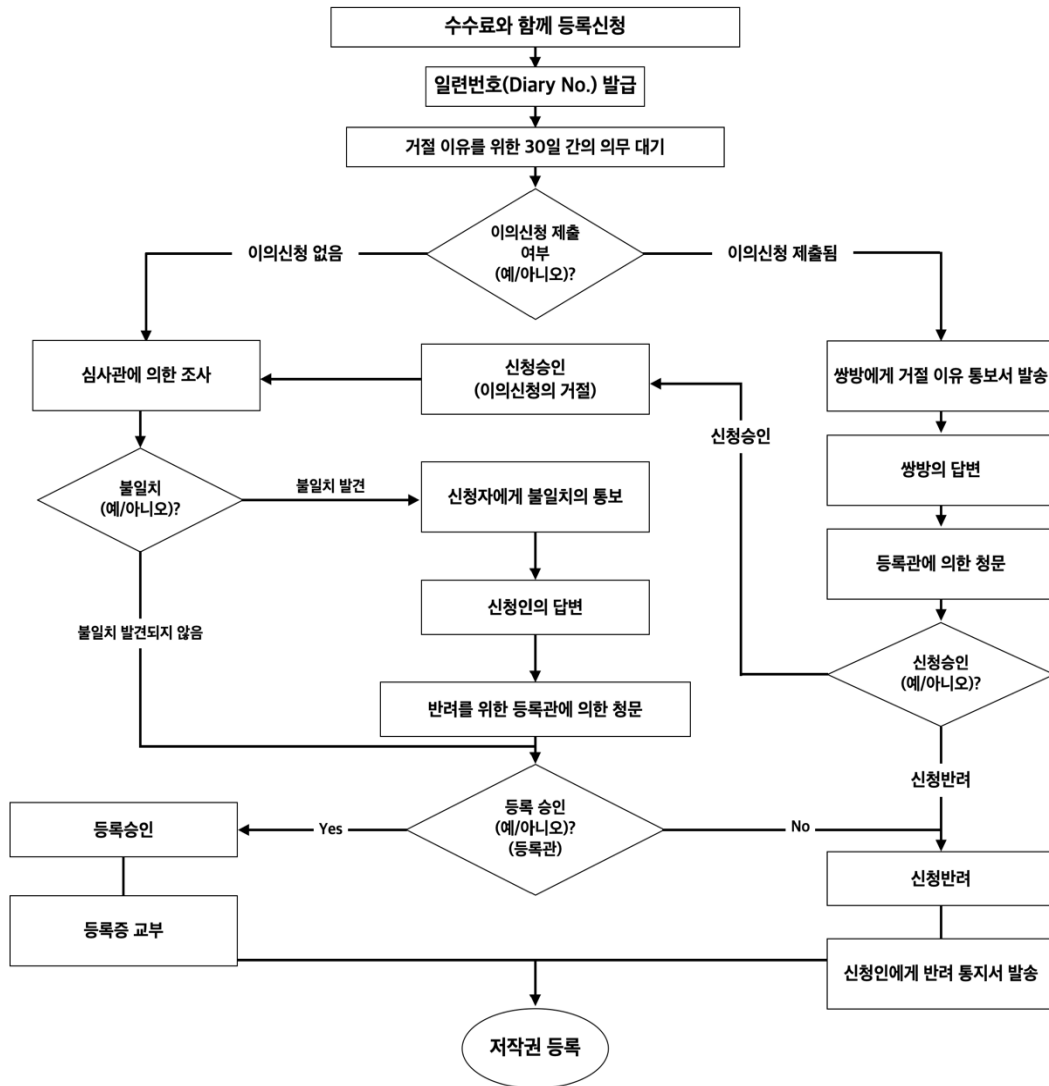 수수료와 함께 등록신청
일련번호(Diary No.) 발급
거절 이유를 위한 30일 간의 의무 대기
이의신청 제출
여부
(예/아니오)?
이의신청 없음
이의신청 제출됨
심사관에 의한 조사
신청승인
(이의신청의 거절)
쌍방에게 거절 이유 통보서 발송
신청승인
쌍방의 답변
불일치
(예/아니오)?
불일치 발견
신청자에게 불일치의 통보
등록관에 의한 청문
신청인의 답변
불일치 발견되지 않음
신청승인
(예/아니오)?
반려를 위한 등록관에 의한 청문
신청반려
등록승인
Yes
등록 승인
(예/아니오)?
(등록관)
No
신청반려
등록증 교부
신청인에게 반려 통지서 발송
저작권 등록